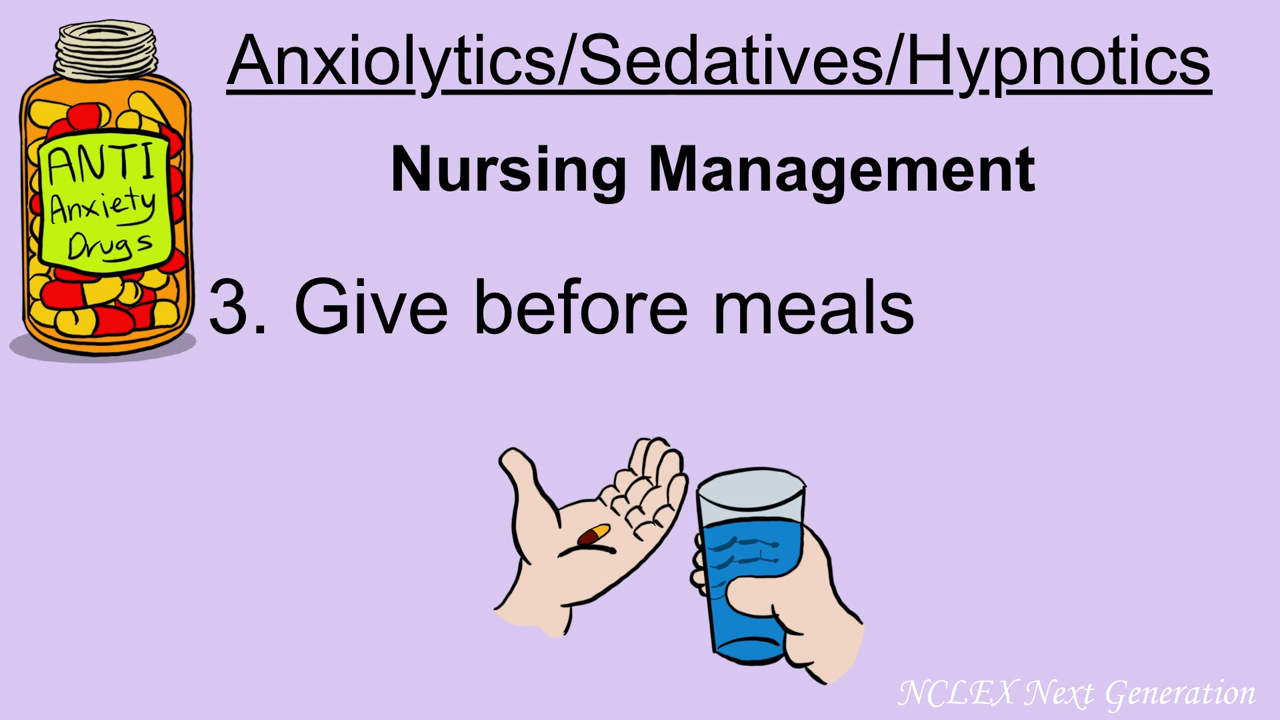 Anxiolytics/Sedatives/Hypnotics
Nursing Management
ANTI
Anxiety
Drugs
3. Give before meals
NCLEX Next Generation